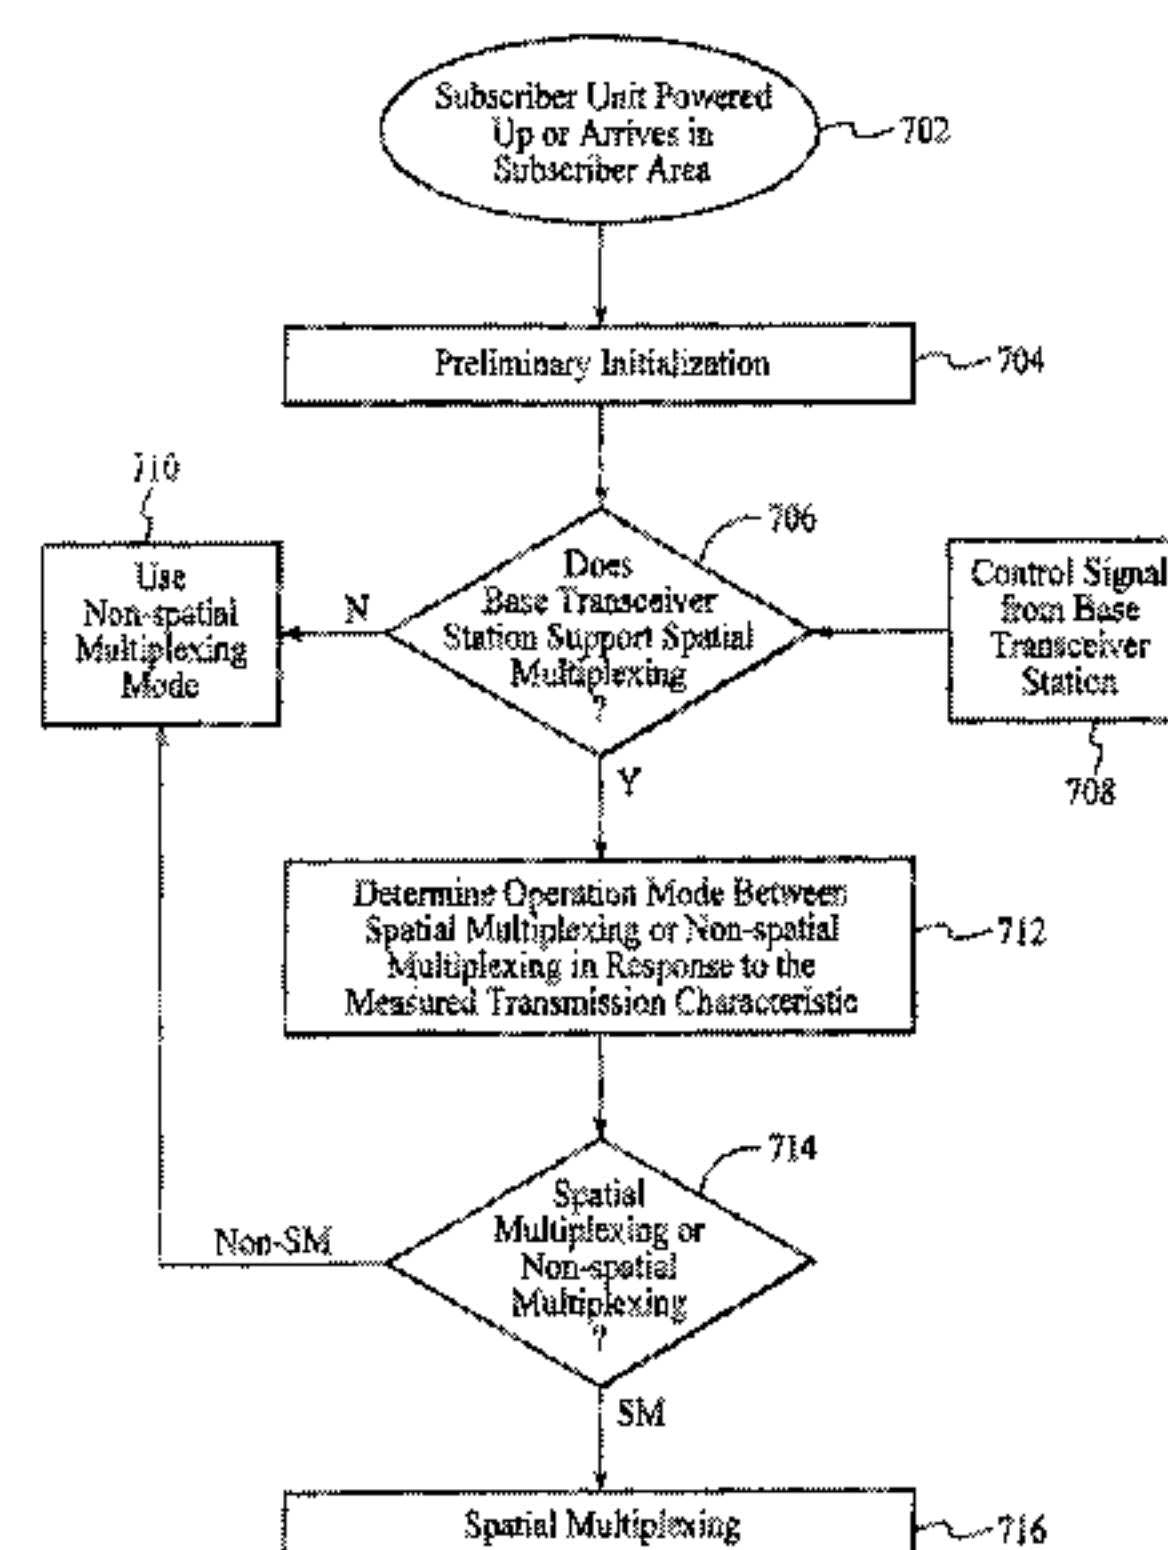 Subscriber Unit Powered
Up or Arrives in
Subscriber Area
702
Preliminary Initialization
704
710
Use
Non-spatial
Multiplexing
Mode
N
706
Does
Base Transceiver
Station Support Spatial
Multiplexing
?
Control Signal
from Base
Transceiver
Station
708
Y
Determine Operation Mode Between
Spatial Multiplexing or Non-spatial
Multiplexing in Response to the
Measured Transmission Characteristic
712
714
Spatial
Multiplexing or
Non-spatial
Multiplexing
?
Non-SM
SM
Spatial Multiplexing
716